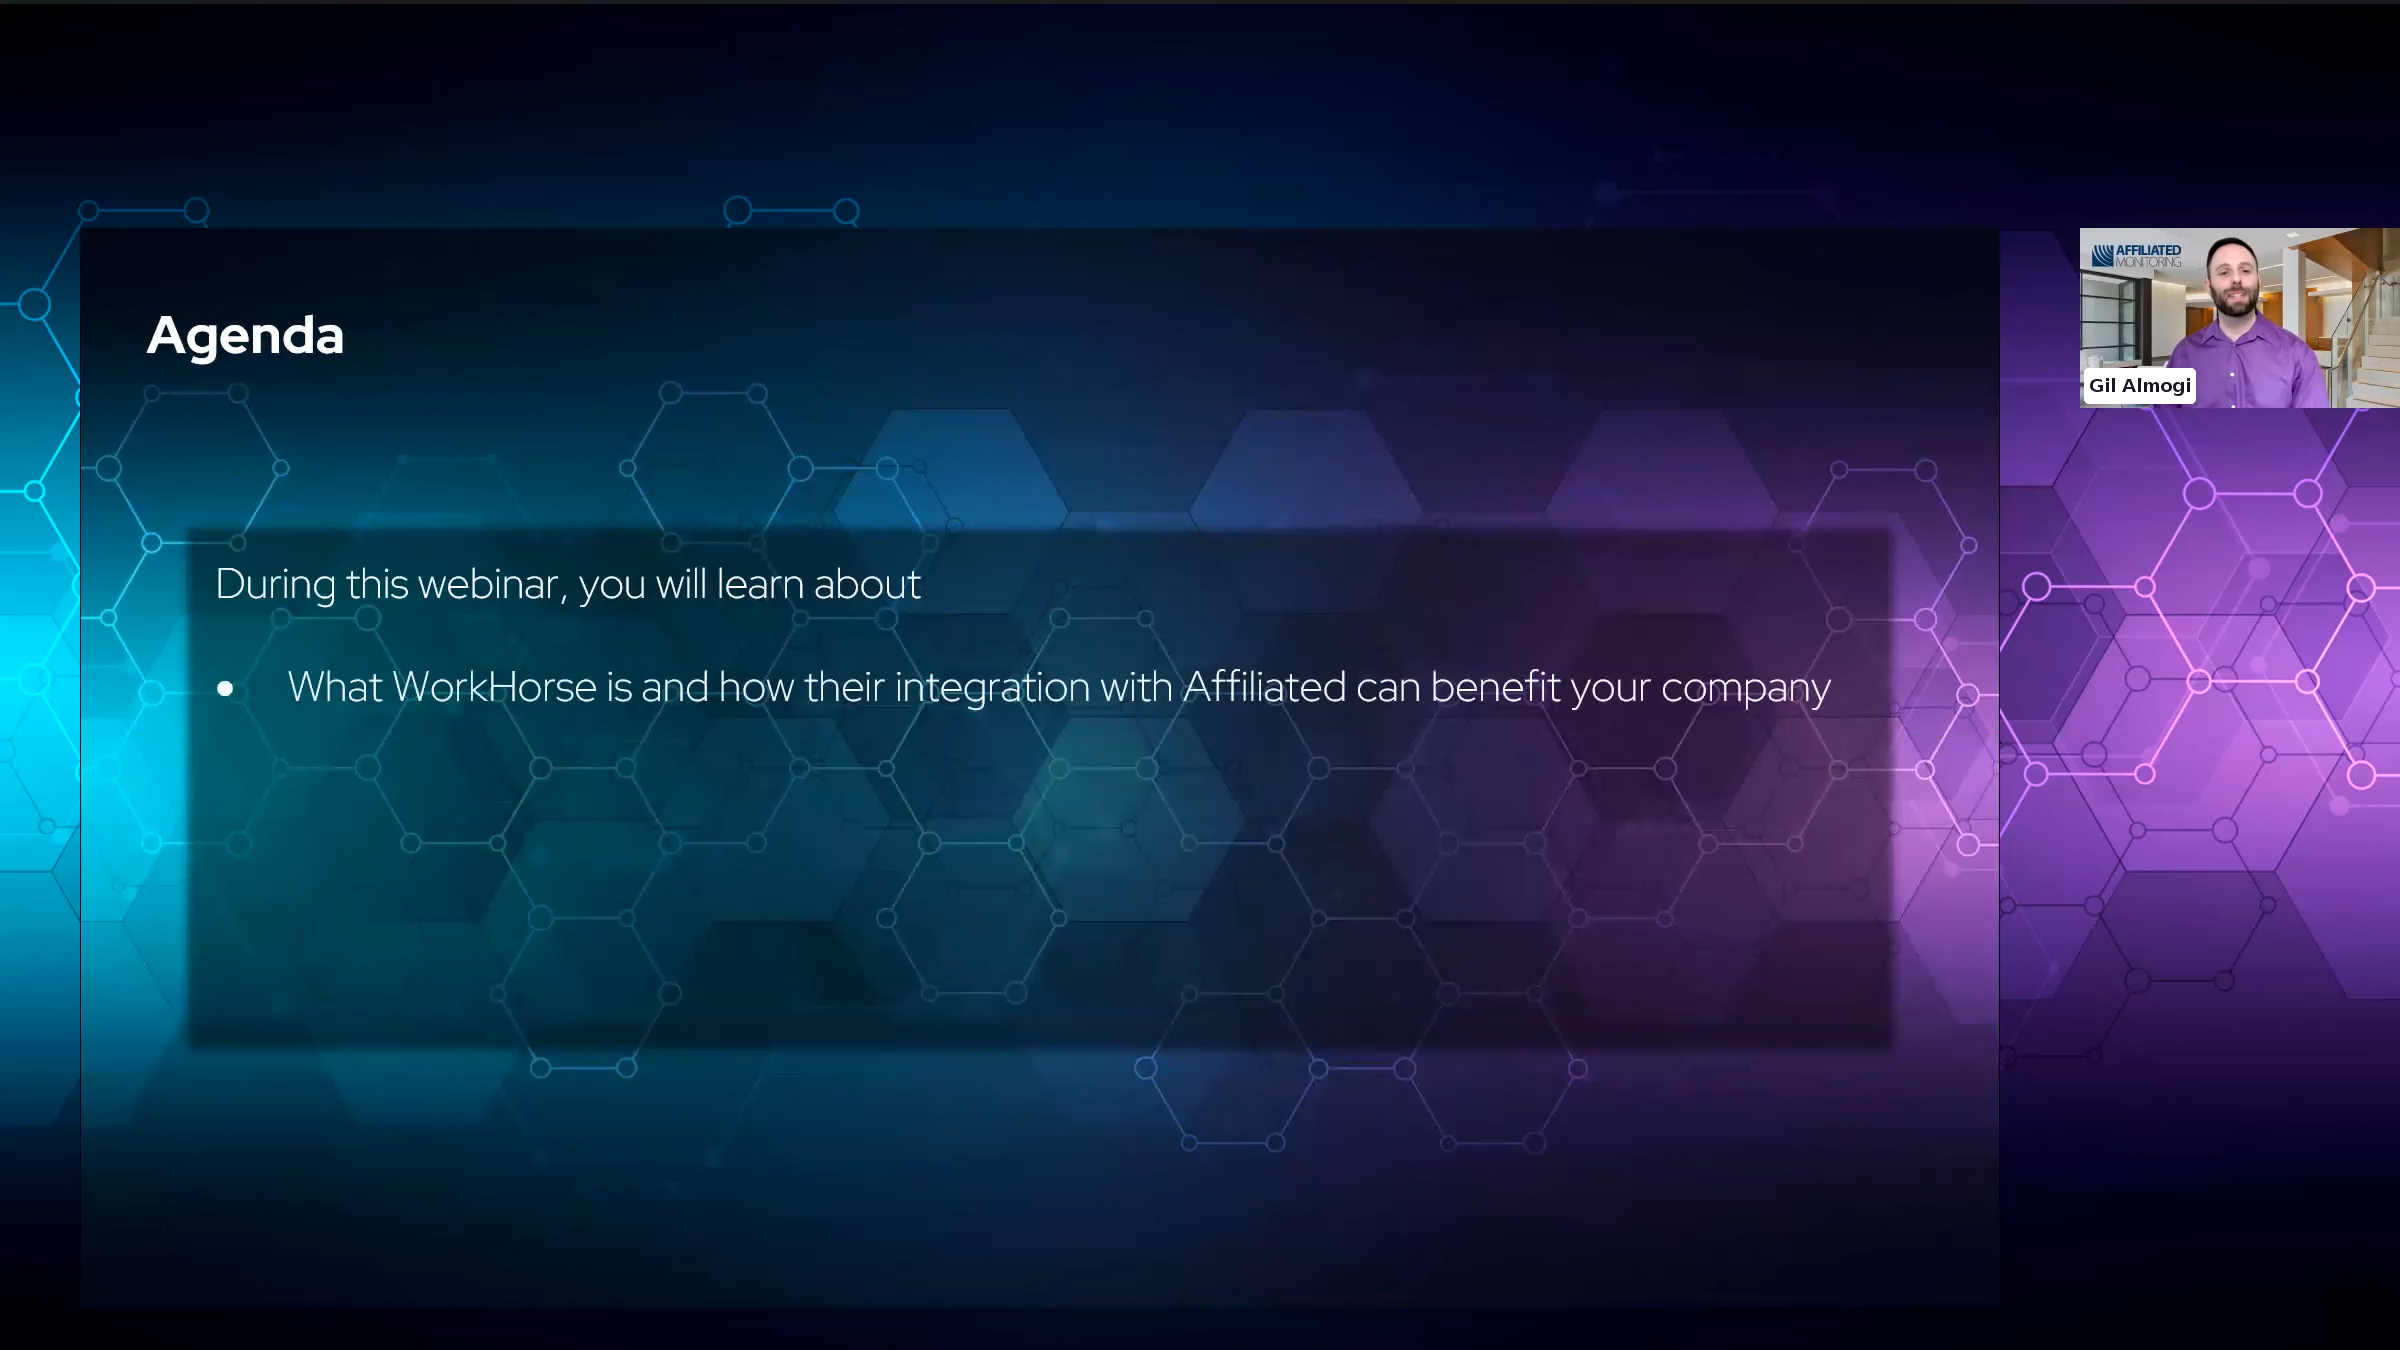 Agenda
During this webinar, you will learn about
● What WorkHorse is and how their integration with Affiliated can benefit your company
AFFILIATED
MONITORING
Gil Almogi